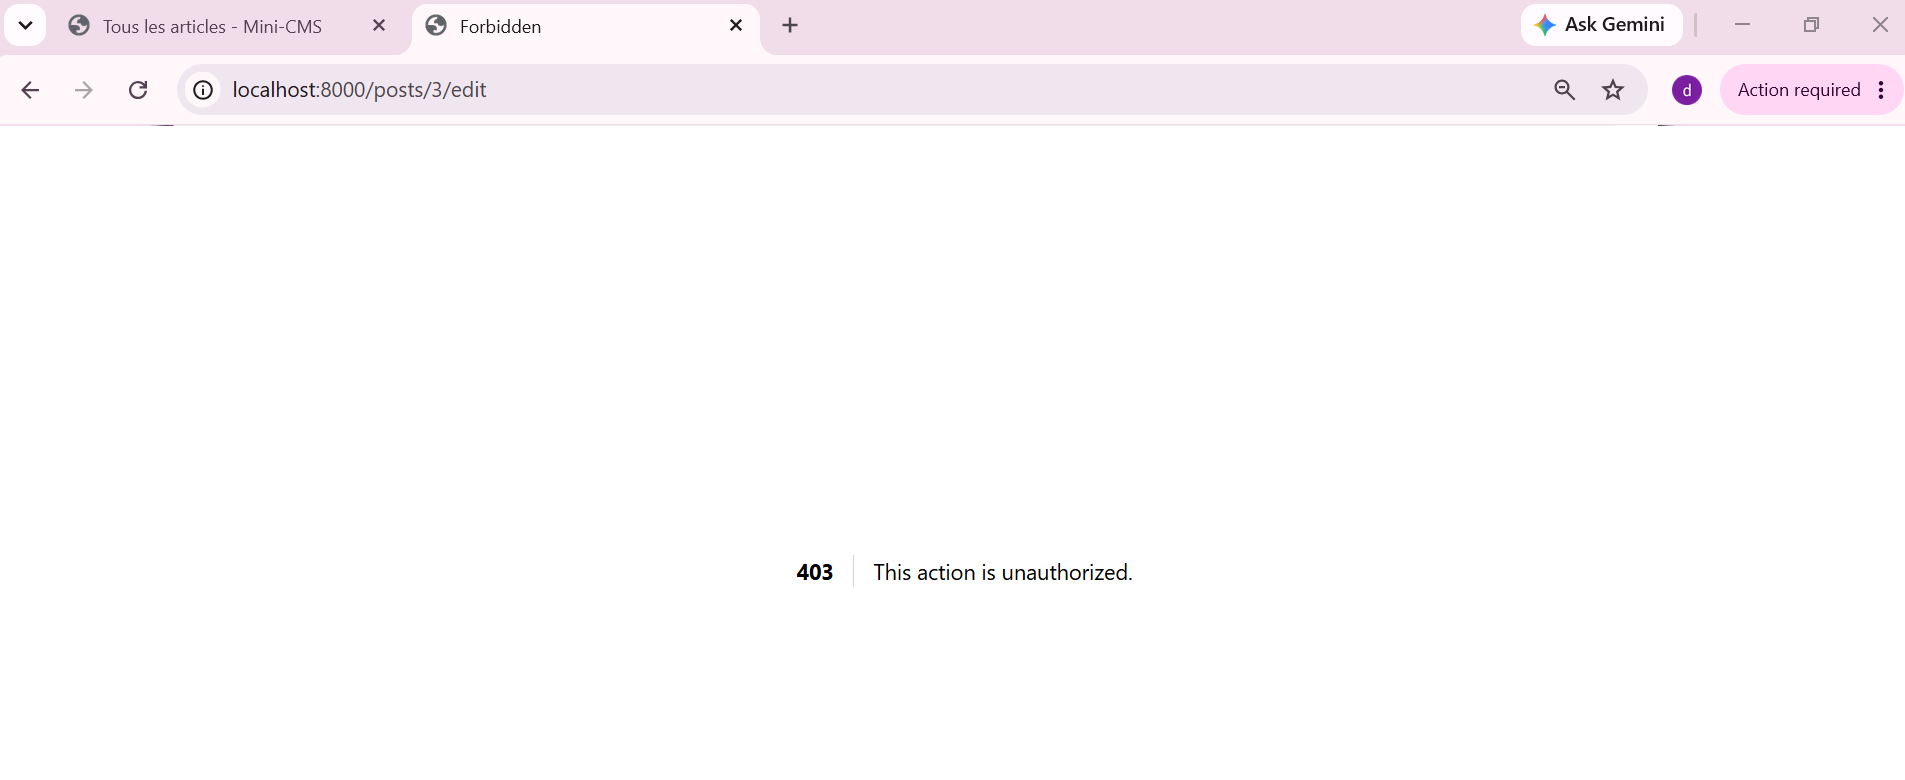 Tous les articles - Mini-CMS
Forbidden
Ask Gemini
localhost:8000/posts/3/edit
d
Action required
403
This action is unauthorized.